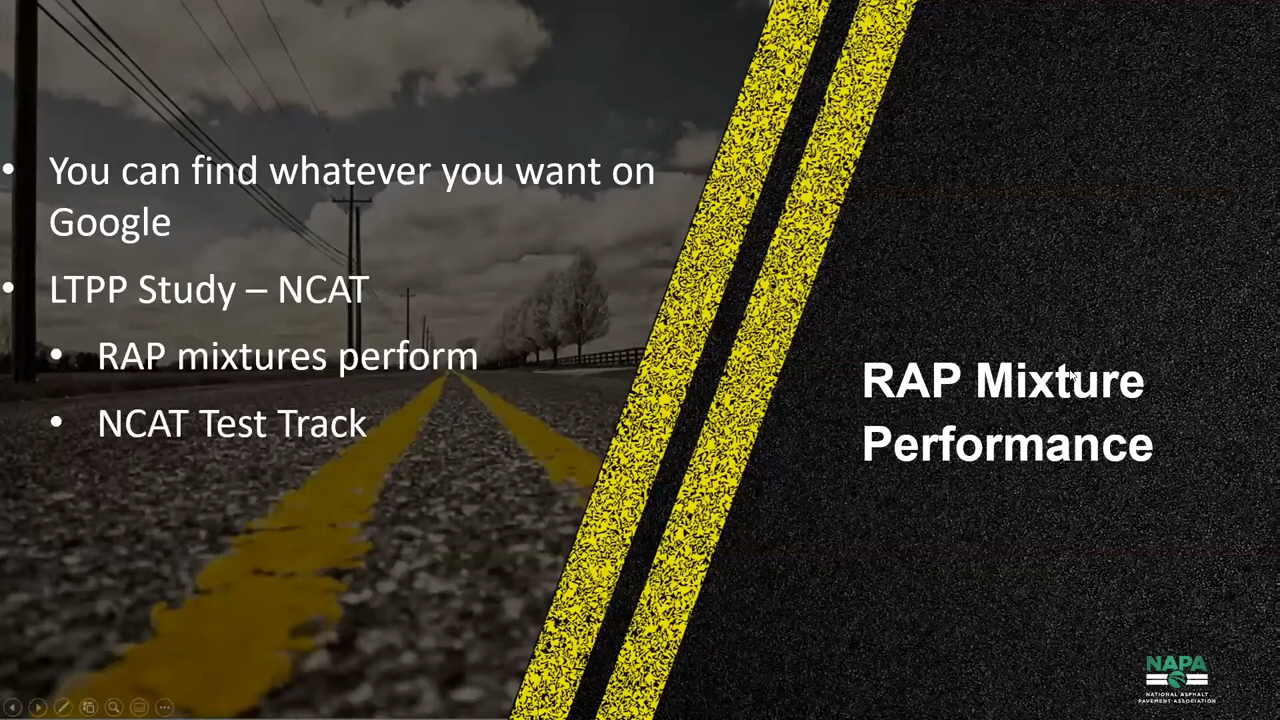 • You can find whatever you want on
Google
• LTPP Study – NCAT
• RAP mixtures perform
• NCAT Test Track
RAP Mixture
Performance
NAPA
NATIONAL ASPHALT
PAVEMENT ASSOCIATION